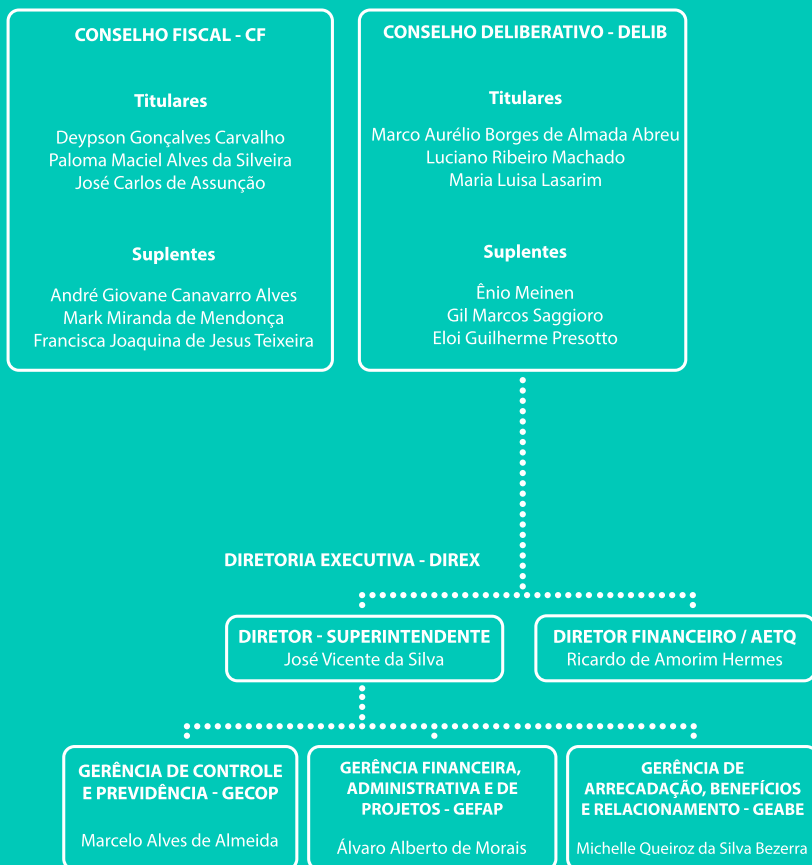 CONSELHO FISCAL - CF
Titulares
Deypson Gonçalves Carvalho
Paloma Maciel Alves da Silveira
José Carlos de Assunção
Suplentes
André Giovane Canavarro Alves
Mark Miranda de Mendonça
Francisca Joaquina de Jesus Teixeira
CONSELHO DELIBERATIVO - DELIB
Titulares
Marco Aurélio Borges de Almada Abreu
Luciano Ribeiro Machado
Maria Luisa Lasarim
Suplentes
Ênio Meinen
Gil Marcos Saggioro
Eloi Guilherme Presotto
DIRETORIA EXECUTIVA - DIREX
DIRETOR - SUPERINTENDENTE
José Vicente da Silva
DIRETOR FINANCEIRO / AETQ
Ricardo de Amorim Hermes
GERÊNCIA DE CONTROLE
E PREVIDÊNCIA - GECOP
Marcelo Alves de Almeida
GERÊNCIA FINANCEIRA,
ADMINISTRATIVA E DE
PROJETOS - GEFAP
Álvaro Alberto de Morais
GERÊNCIA DE
ARRECADAÇÃO, BENEFÍCIOS
E RELACIONAMENTO - GEABE
Michelle Queiroz da Silva Bezerra